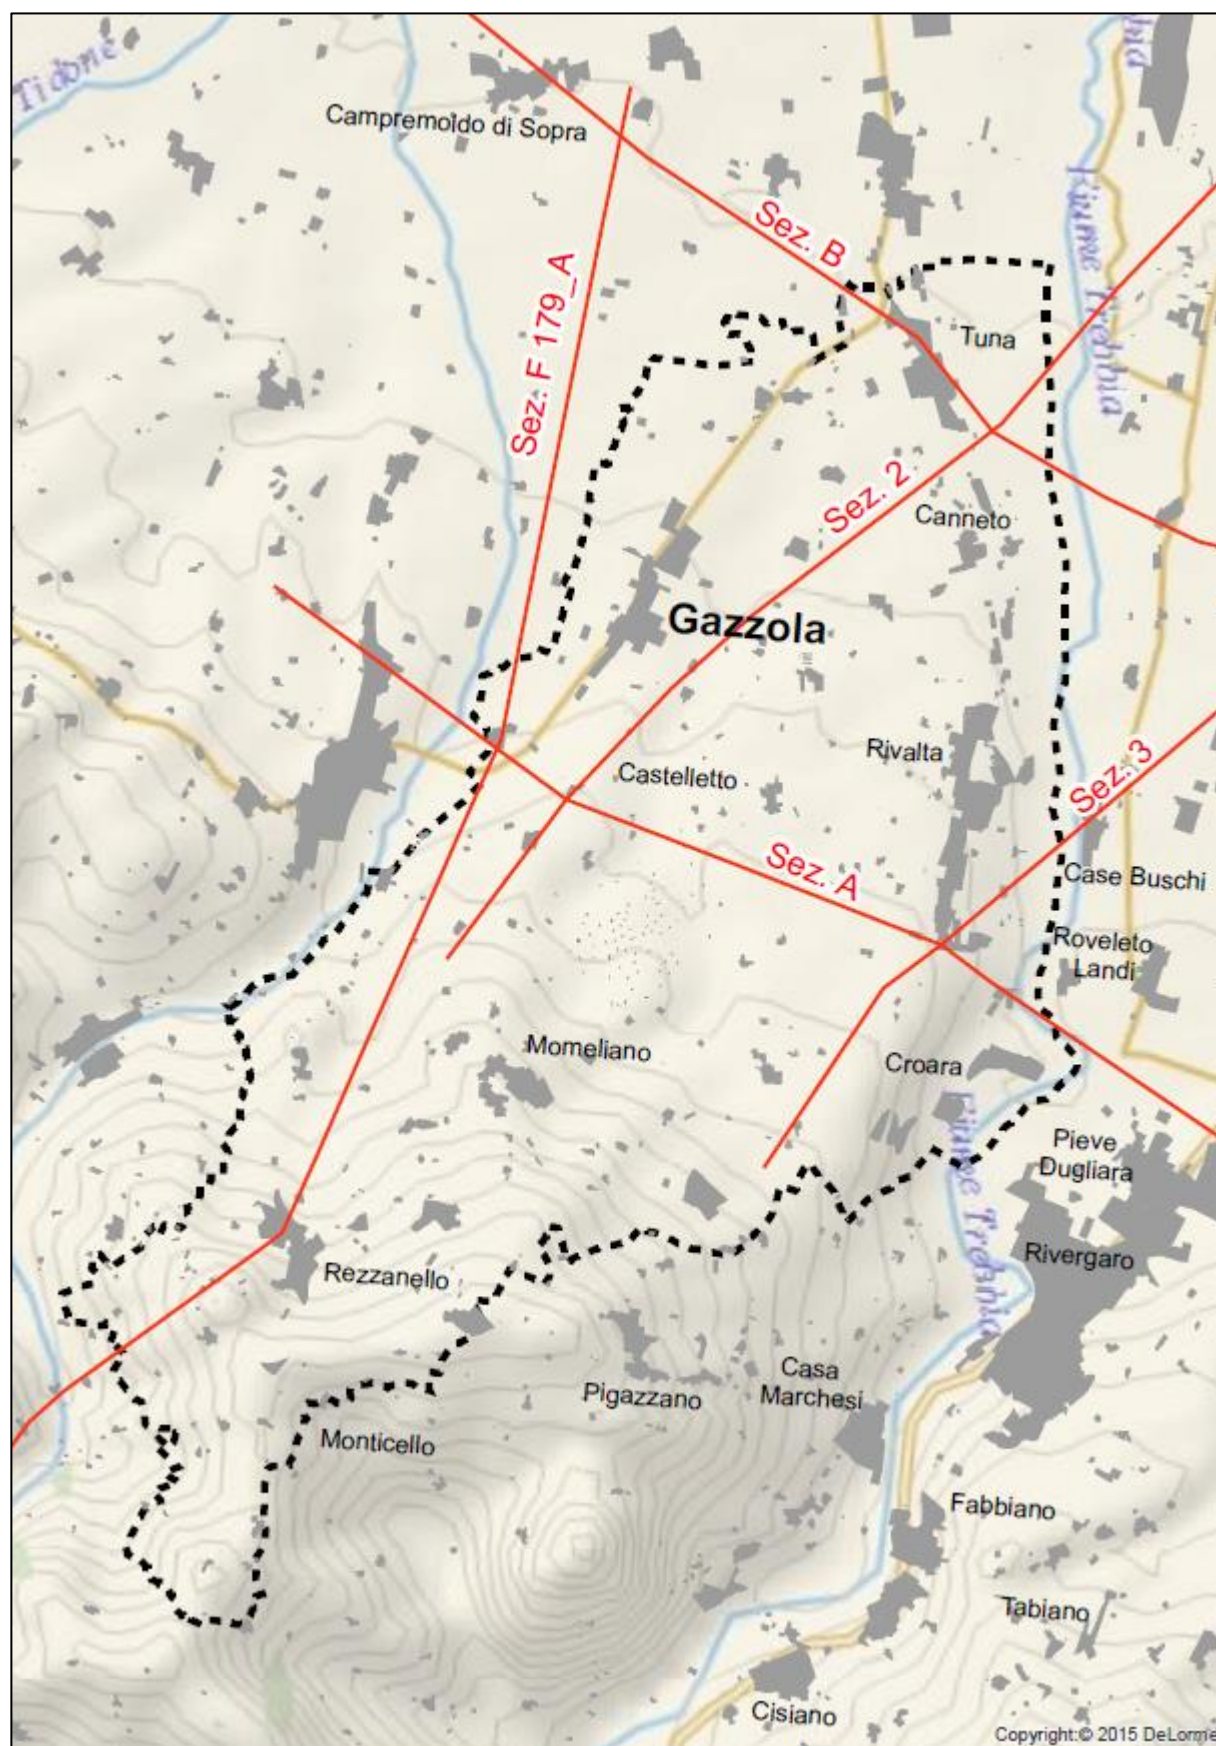 Tidone
Campremoldo di Sopra
Fiume Trebbia
Sez. B
Sez. F 179_A
Tuna
Sez. 2
Canneto
Gazzola
Rivalta
Castelletto
Sez. 3
Sez. A
Case Buschi
Roveleto
Landi
Momeliano
Croara
Fiume Trebbia
Pieve
Dugliara
Rivergaro
Rezzanello
Casa
Marchesi
Pigazzano
Monticello
Fabbiano
Tabiano
Cisiano
Copyright:© 2015 DeLorme